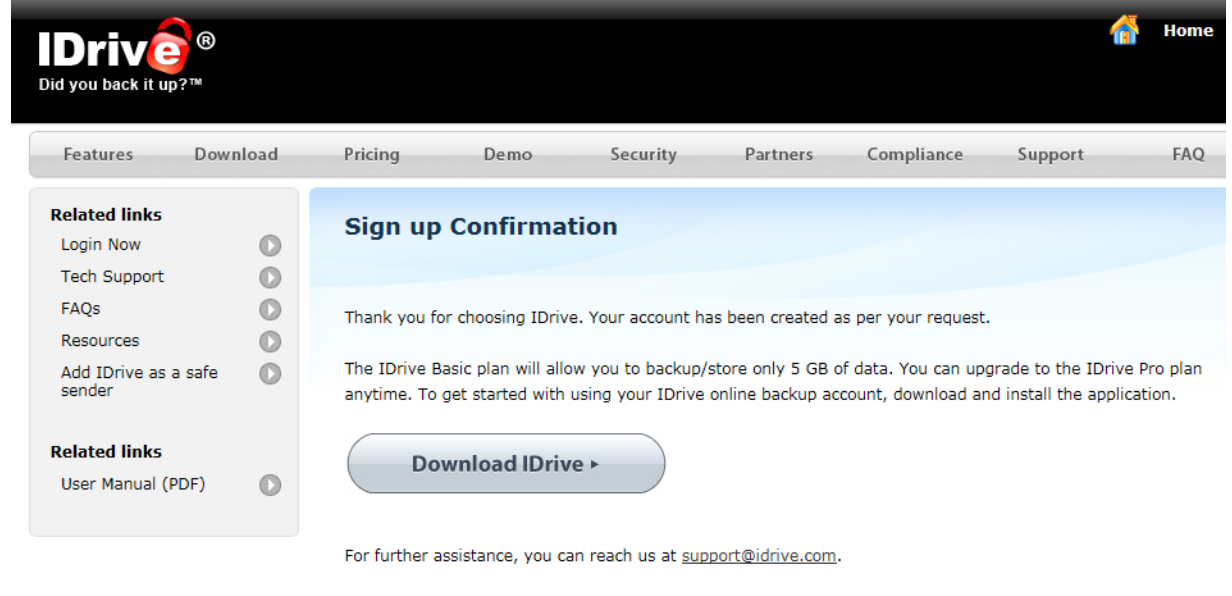 IDrive®
Did you back it up?™
Home
Features Download Pricing Demo Security Partners Compliance Support FAQ
Related links
Login Now
Tech Support
FAQs
Resources
Add IDrive as a safe
sender
Related links
User Manual (PDF)
Sign up Confirmation
Thank you for choosing IDrive. Your account has been created as per your request.
The IDrive Basic plan will allow you to backup/store only 5 GB of data. You can upgrade to the IDrive Pro plan
anytime. To get started with using your IDrive online backup account, download and install the application.
Download IDrive ▸
For further assistance, you can reach us at support@idrive.com.